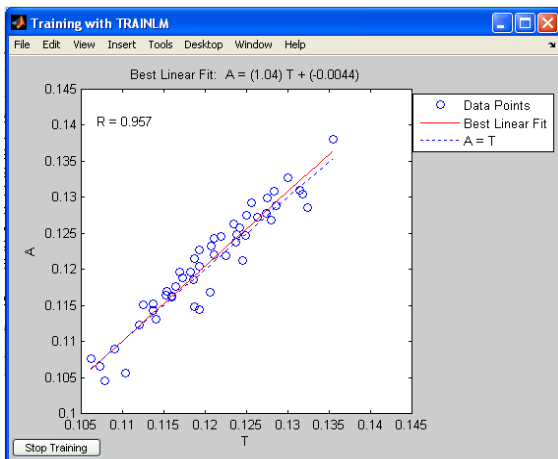 Training with TRAINLM
File Edit View Insert Tools Desktop Window Help
Best Linear Fit: A = (1.04) T + (-0.0044)
R = 0.957
Data Points
Best Linear Fit
A = T
0.145
0.14
0.135
0.13
0.125
0.12
0.115
0.11
0.105
0.1
A
0.105 0.11 0.115 0.12 0.125 0.13 0.135 0.14 0.145
T
Stop Training